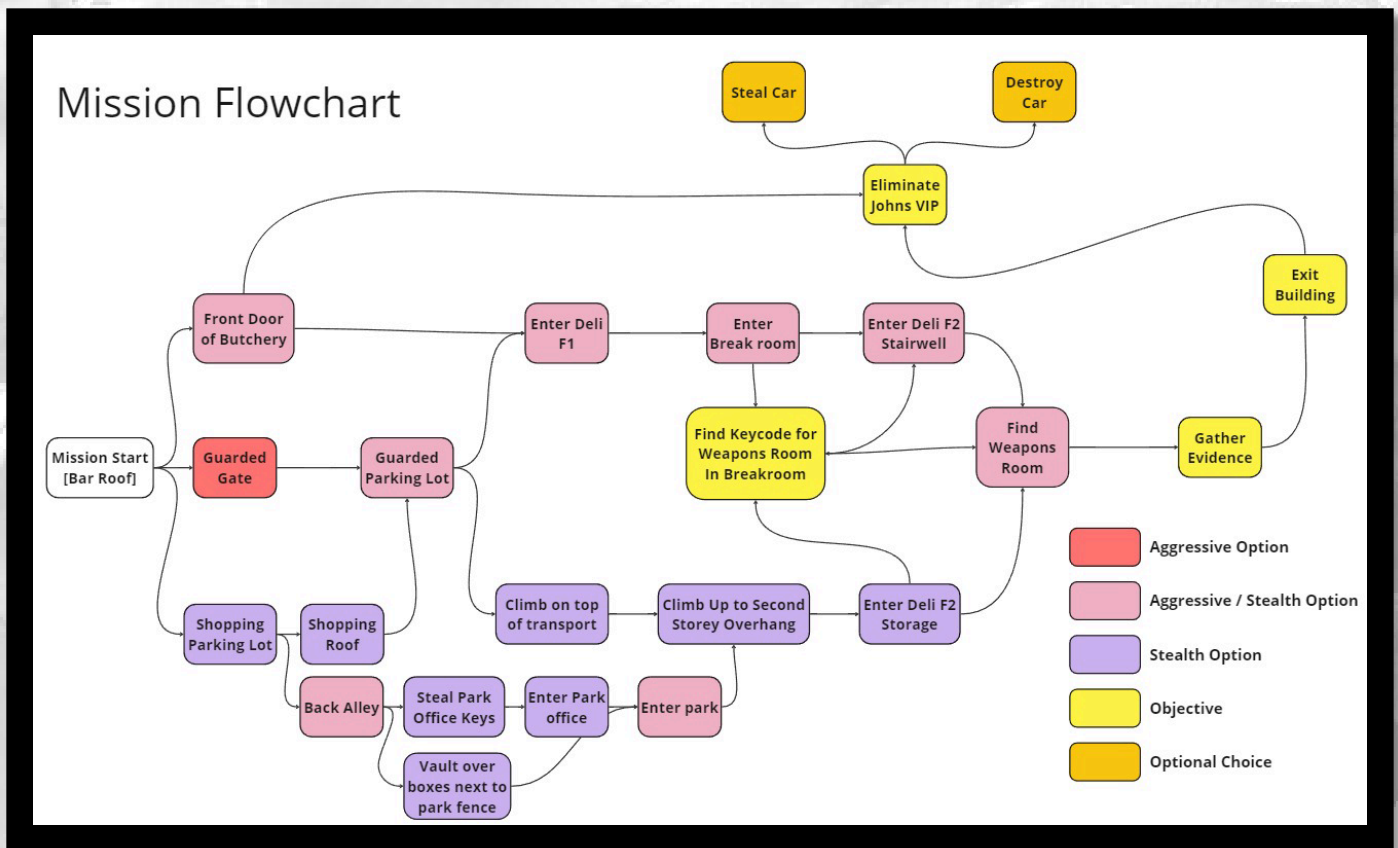 Mission Flowchart
Steal Car
Destroy
Car
Eliminate
Johns VIP
Exit
Building
Front Door
of Butchery
Enter Deli
F1
Enter
Break room
Enter Deli F2
Stairwell
Mission Start
[Bar Roof]
Guarded
Gate
Guarded
Parking Lot
Find Keycode for
Weapons Room
In Breakroom
Find
Weapons
Room
Gather
Evidence
Shopping
Parking Lot
Shopping
Roof
Climb on top
of transport
Climb Up to Second
Storey Overhang
Enter Deli F2
Storage
Back Alley
Steal Park
Office Keys
Enter Park
office
Enter park
Vault over
boxes next to
park fence
Aggressive Option
Aggressive / Stealth Option
Stealth Option
Objective
Optional Choice